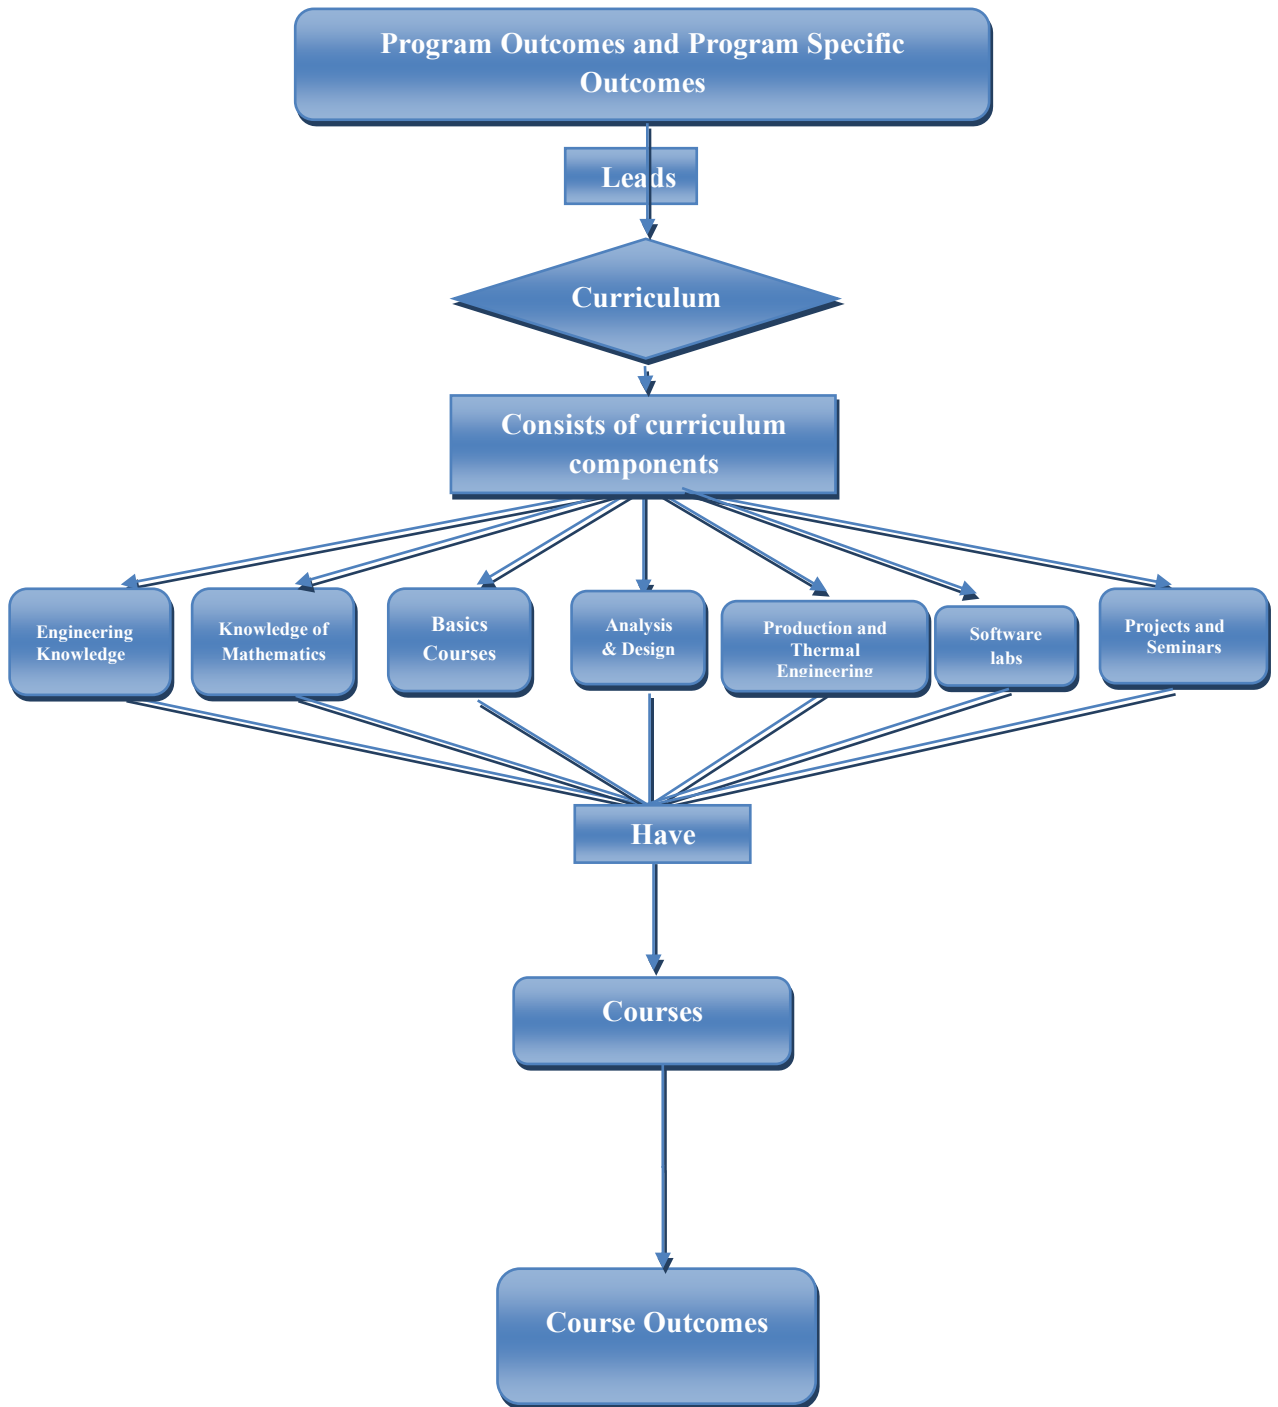 Program Outcomes and Program Specific
Outcomes
Leads
Curriculum
Consists of curriculum
components
Engineering
Knowledge
Knowledge of
Mathematics
Basics
Courses
Analysis
& Design
Production and
Thermal
Engineering
Software
labs
Projects and
Seminars
Have
Courses
Course Outcomes